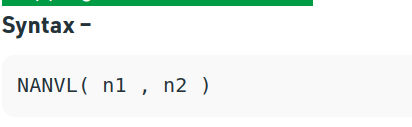 Syntax –
NANVL( n1 , n2 )